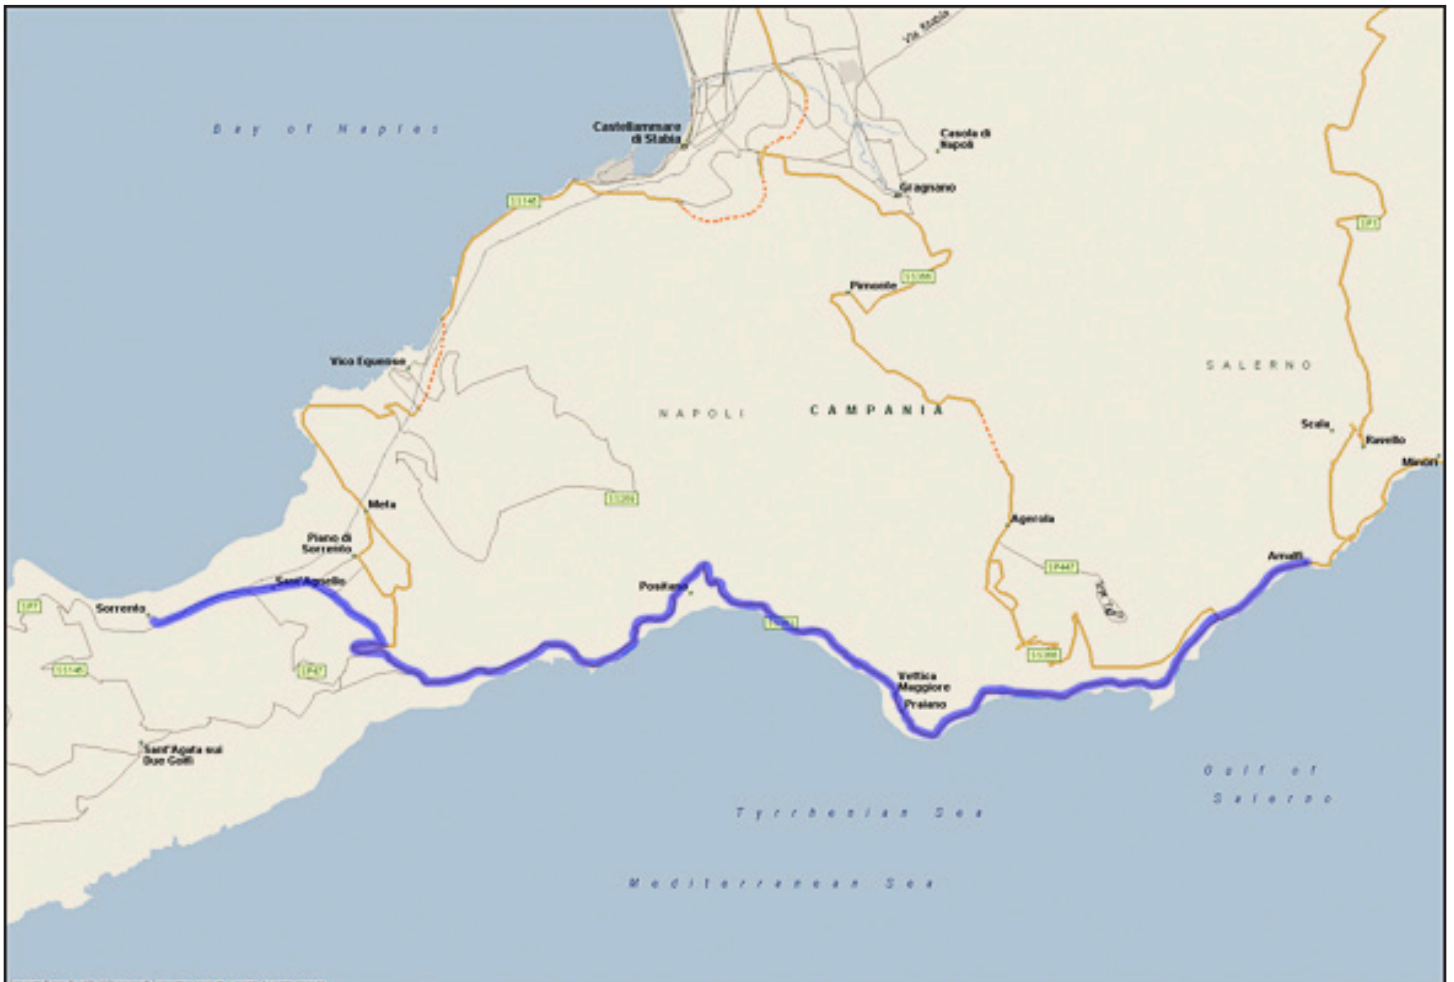 Via Stabia
Bay of Naples
Castellammare
di Stabia
Casola di
Napoli
Gragnano
SS145
SP1
SS366
Pimonte
Vico Equense
SALERNO
NAPOLI
CAMPANIA
Scala
Ravello
Minori
Meta
Agerola
Piano di
Sorrento
Amalfi
Sant'Agnello
Positano
Sorrento
SS145
SS366
Vettica
Maggiore
Praiano
Sant'Agata sui
Due Golfi
Gulf of
Salerno
Tyrrhenian Sea
Mediterranean Sea